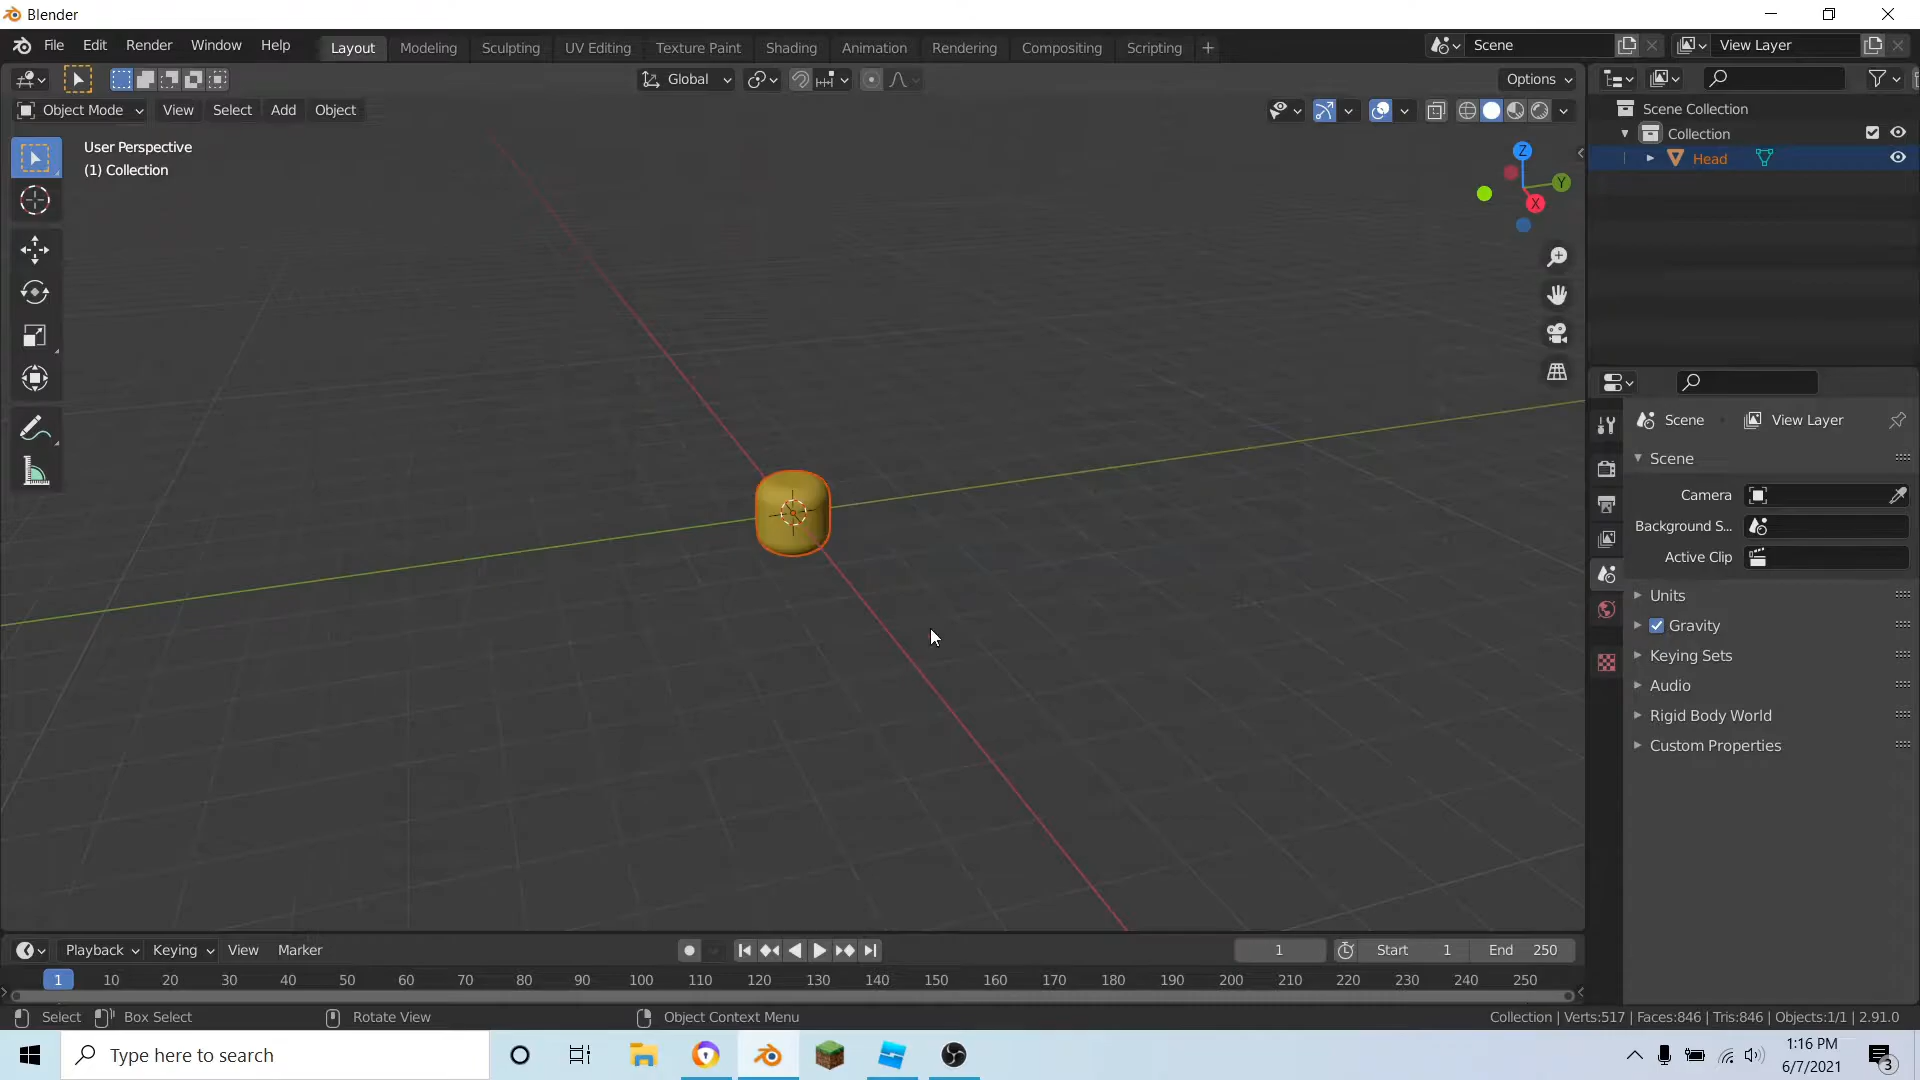 Blender
File Edit Render Window Help Layout Modeling Sculpting UV Editing Texture Paint Shading Animation Rendering Compositing Scripting + Scene View Layer
Global Options
Object Mode View Select Add Object
User Perspective
(1) Collection
Z
Y
X
Scene Collection
Collection
Head
Scene View Layer
Scene
Camera
Background S...
Active Clip
Units
Gravity
Keying Sets
Audio
Rigid Body World
Custom Properties
Playback Keying View Marker 1 Start 1 End 250
1 10 20 30 40 50 60 70 80 90 100 110 120 130 140 150 160 170 180 190 200 210 220 230 240 250
Select Box Select Rotate View Object Context Menu Collection | Verts:517 | Faces:846 | Tris:846 | Objects:1/1 | 2.91.0
Type here to search
1:16 PM
6/7/2021
3